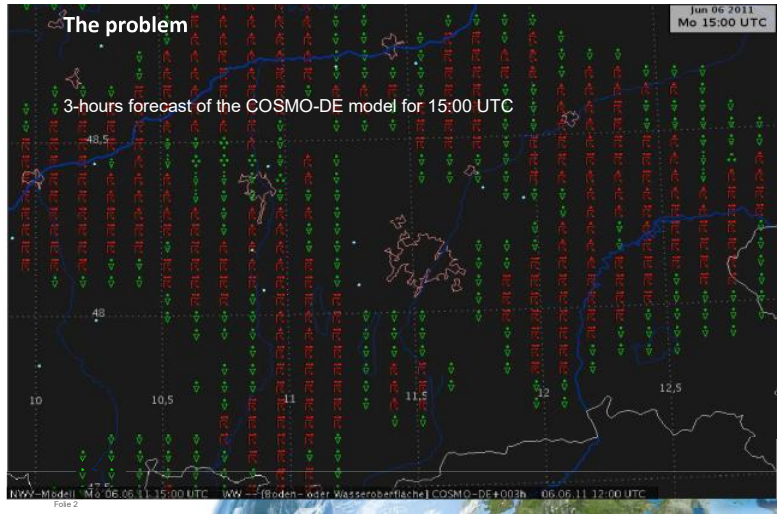 The problem
Jun 06 2011
Mo 15:00 UTC
3-hours forecast of the COSMO-DE model for 15:00 UTC
48,5
48
10
10,5
11
11,5
12
12,5
47,5
NWV-Modell Mo 06.06.11 15:00 UTC WW --- [Boden- oder Wasseroberfläche] COSMO-DE+003h 06.06.11 12:00 UTC
Folie 2